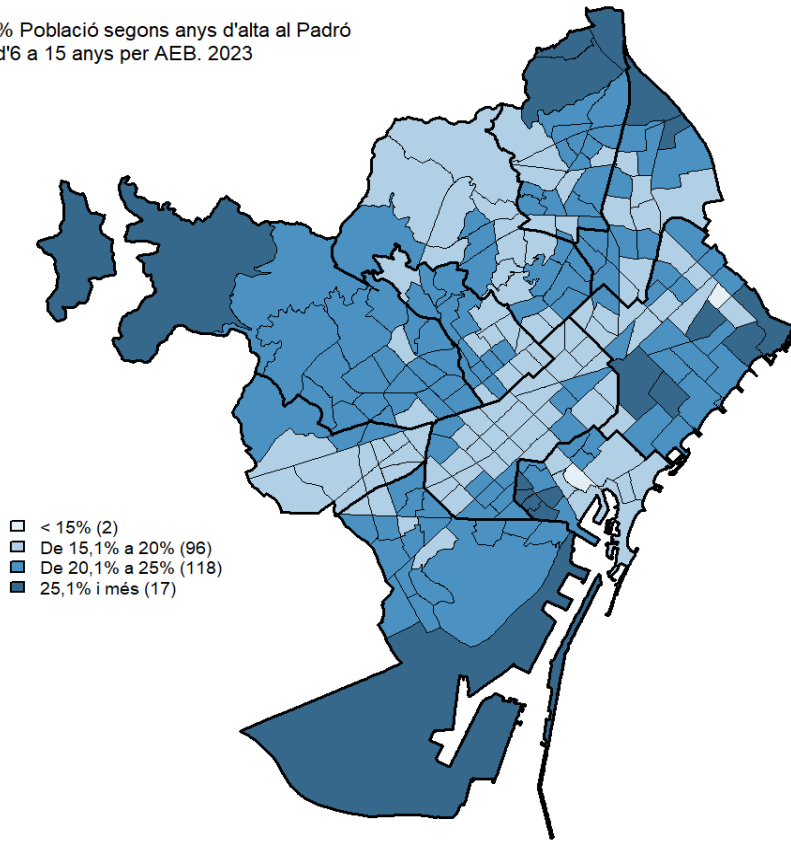 % Població segons anys d'alta al Padró
d'6 a 15 anys per AEB. 2023
< 15% (2)
De 15,1% a 20% (96)
De 20,1% a 25% (118)
25,1% i més (17)